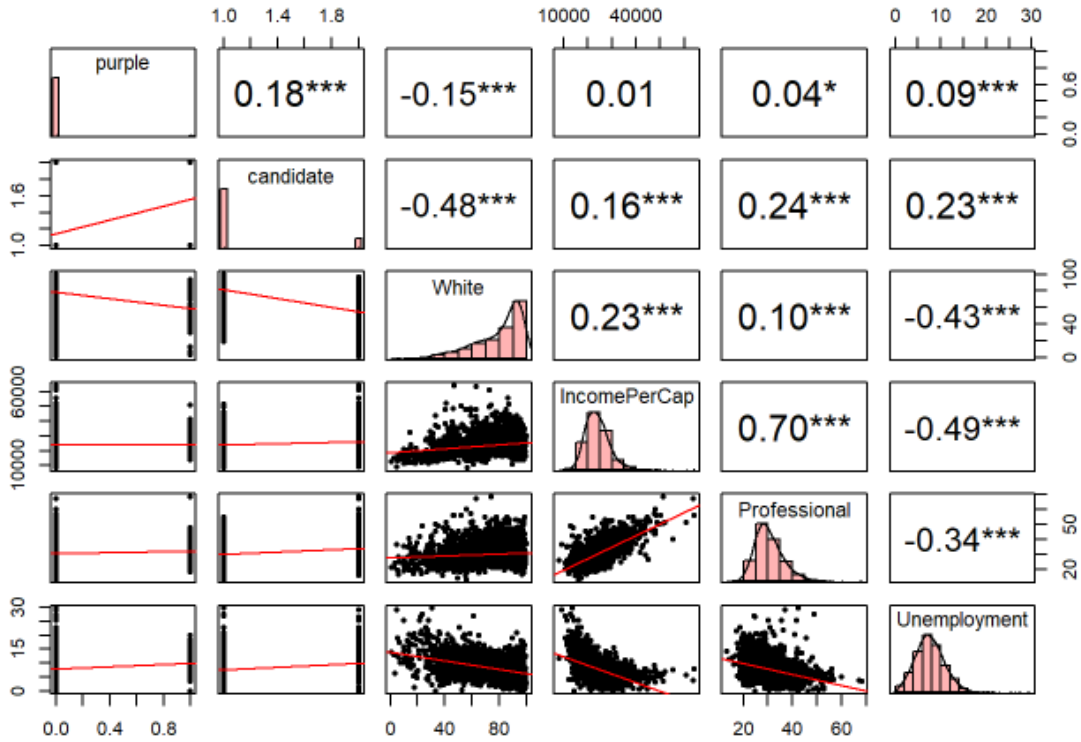 1.0 1.4 1.8 10000 40000 0 10 20 30
purple 0.18*** -0.15*** 0.01 0.04* 0.09*** 0.0 0.6
1.0 1.6 candidate -0.48*** 0.16*** 0.24*** 0.23***
White 0.23*** 0.10*** -0.43*** 0 40 100
10000 60000 IncomePerCap 0.70*** -0.49***
Professional -0.34*** 20 50
0 15 30 Unemployment
0.0 0.4 0.8 0 40 80 20 40 60